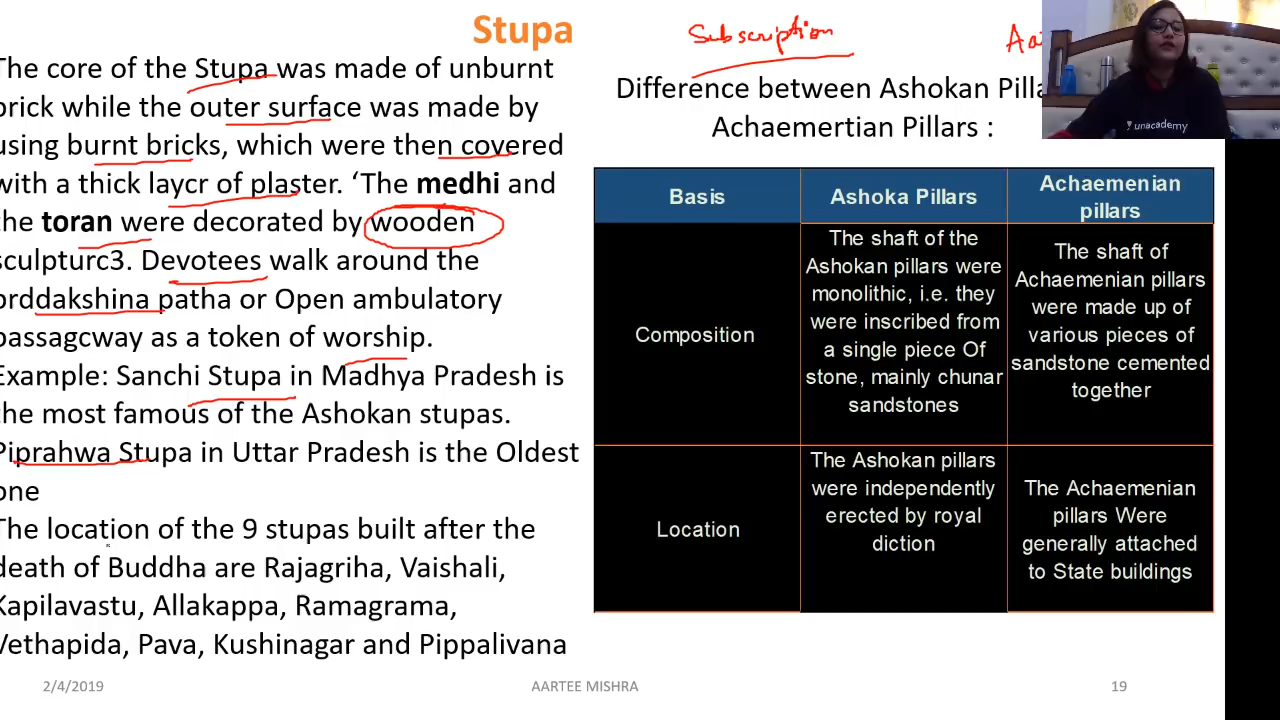 Stupa
Subscription
The core of the Stupa was made of unburnt
brick while the outer surface was made by
using burnt bricks, which were then covered
with a thick laycr of plaster. ‘The medhi and
the toran were decorated by wooden
sculpturc3. Devotees walk around the
prddakshina patha or Open ambulatory
passagcway as a token of worship.
Example: Sanchi Stupa in Madhya Pradesh is
the most famous of the Ashokan stupas.
Piprahwa Stupa in Uttar Pradesh is the Oldest
one
The location of the 9 stupas built after the
death of Buddha are Rajagriha, Vaishali,
Kapilavastu, Allakappa, Ramagrama,
Vethapida, Pava, Kushinagar and Pippalivana
Difference between Ashokan
Achaemertian Pillars :
Basis
Ashoka Pillars
Achaemenian
pillars
Composition
The shaft of the
Ashokan pillars were
monolithic, i.e. they
were inscribed from
a single piece Of
stone, mainly chunar
sandstones
The shaft of
Achaemenian pillars
were made up of
various pieces of
sandstone cemented
together
Location
The Ashokan pillars
were independently
erected by royal
diction
The Achaemenian
pillars Were
generally attached
to State buildings
unacademy
2/4/2019
AARTEE MISHRA
19